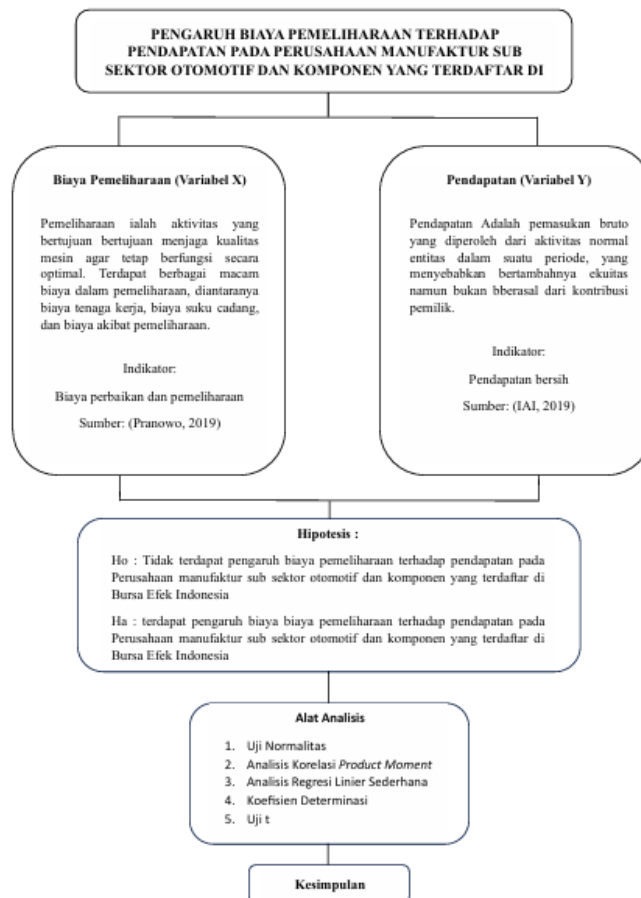 PENGARUH BIAYA PEMELIHARAAN TERHADAP
PENDAPATAN PADA PERUSAHAAN MANUFAKTUR SUB
SEKTOR OTOMOTIF DAN KOMPONEN YANG TERDAFTAR DI
Biaya Pemeliharaan (Variabel X)
Pemeliharaan ialah aktivitas yang
bertujuan bertujuan menjaga kualitas
mesin agar tetap berfungsi secara
optimal. Terdapat berbagai macam
biaya dalam pemeliharaan, diantaranya
biaya tenaga kerja, biaya suku cadang,
dan biaya akibat pemeliharaan.
Indikator:
Biaya perbaikan dan pemeliharaan
Sumber: (Pranowo, 2019)
Pendapatan (Variabel Y)
Pendapatan Adalah pemasukan bruto
yang diperoleh dari aktivitas normal
entitas dalam suatu periode, yang
menyebabkan bertambahnya ekuitas
namun bukan bberasal dari kontribusi
pemilik.
Indikator:
Pendapatan bersih
Sumber: (IAI, 2019)
Hipotesis :
Ho : Tidak terdapat pengaruh biaya pemeliharaan terhadap pendapatan pada
Perusahaan manufaktur sub sektor otomotif dan komponen yang terdaftar di
Bursa Efek Indonesia
Ha : terdapat pengaruh biaya biaya pemeliharaan terhadap pendapatan pada
Perusahaan manufaktur sub sektor otomotif dan komponen yang terdaftar di
Bursa Efek Indonesia
Alat Analisis
1. Uji Normalitas
2. Analisis Korelasi Product Moment
3. Analisis Regresi Linier Sederhana
4. Koefisien Determinasi
5. Uji t
Kesimpulan